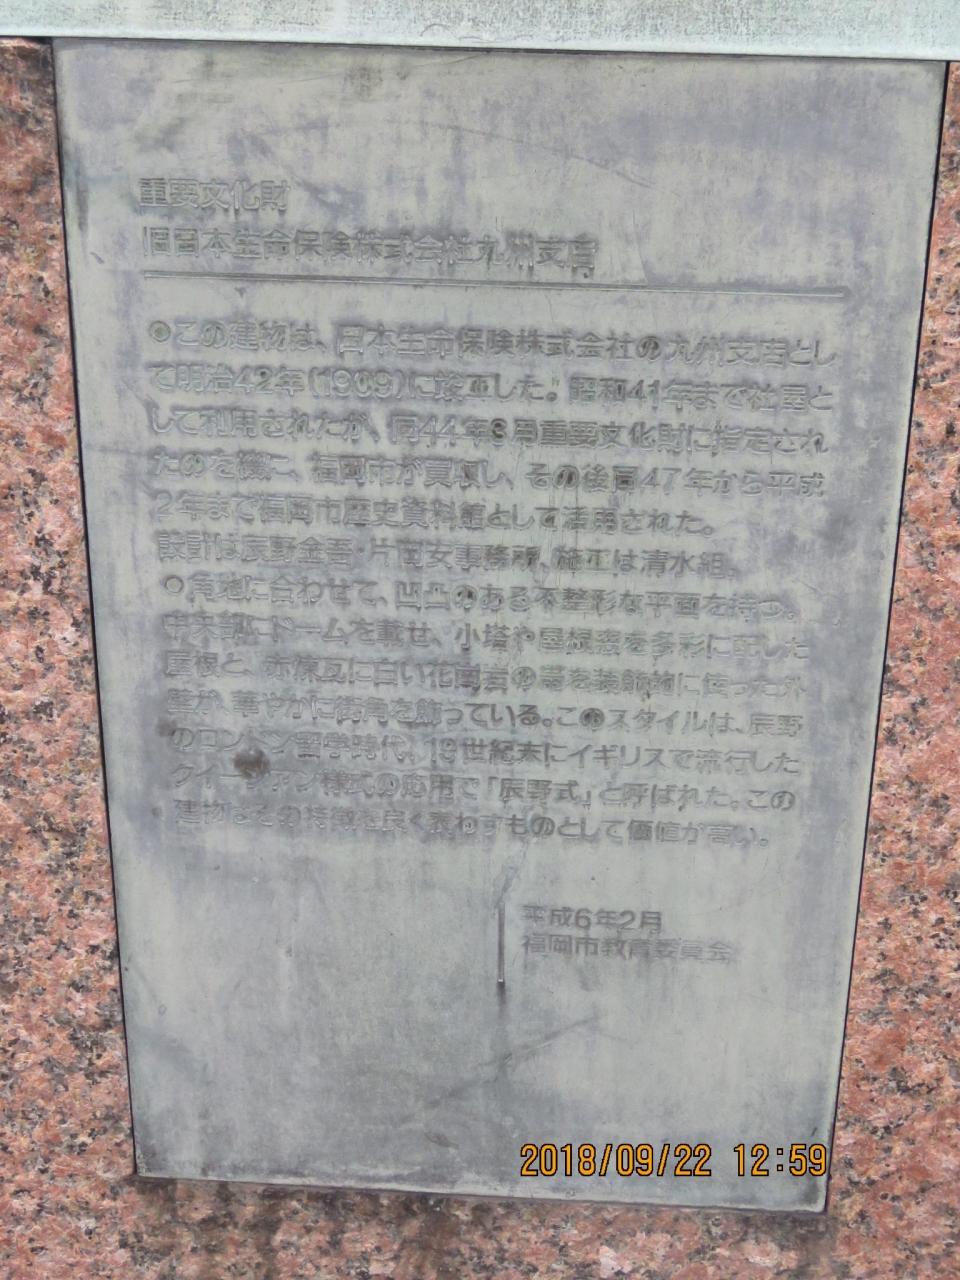 重要文化財
旧日本生命保険株式会社九州支店
●この建物は、日本生命保険株式会社の九州支店とし
て明治42年(1909)に竣工した。昭和41年まで社屋と
して利用されたが、同44年3月重要文化財に指定され
たのを機に、福岡市が買収し、その後同47年から平成
2年まで福岡市歴史資料館として活用された。
設計は辰野金吾・片岡安事務所、施工は清水組。
●角地に合わせて、凹凸のある不整形な平面を持つ。
中央部にドームを載せ、小塔や屋根窓を多彩に配した
屋根と、赤煉瓦に白い花崗岩の帯を装飾的に使った外
壁が、華やかに街角を飾っている。このスタイルは、辰野
のロンドン留学時代、19世紀末にイギリスで流行した
クイーンアン様式の応用で「辰野式」と呼ばれた。この
建物はその特徴を良く表わすものとして価値が高い。
平成6年2月
福岡市教育委員会
2018/09/22 12:59